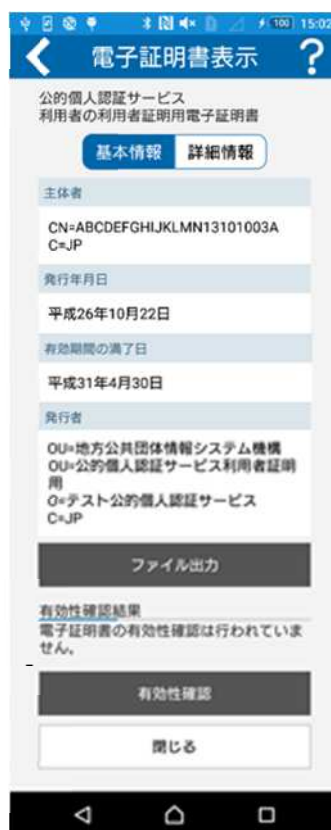 100 15:02
電子証明書表示 ?
公的個人認証サービス
利用者の利用者証明用電子証明書
基本情報 詳細情報
主体者
CN=ABCDEFGHIJKLMN13101003A
C=JP
発行年月日
平成26年10月22日
有効期間の満了日
平成31年4月30日
発行者
OU=地方公共団体情報システム機構
OU=公的個人認証サービス利用者証明
用
O=テスト公的個人認証サービス
C=JP
ファイル出力
有効性確認結果
電子証明書の有効性確認は行われていま
せん。
有効性確認
閉じる